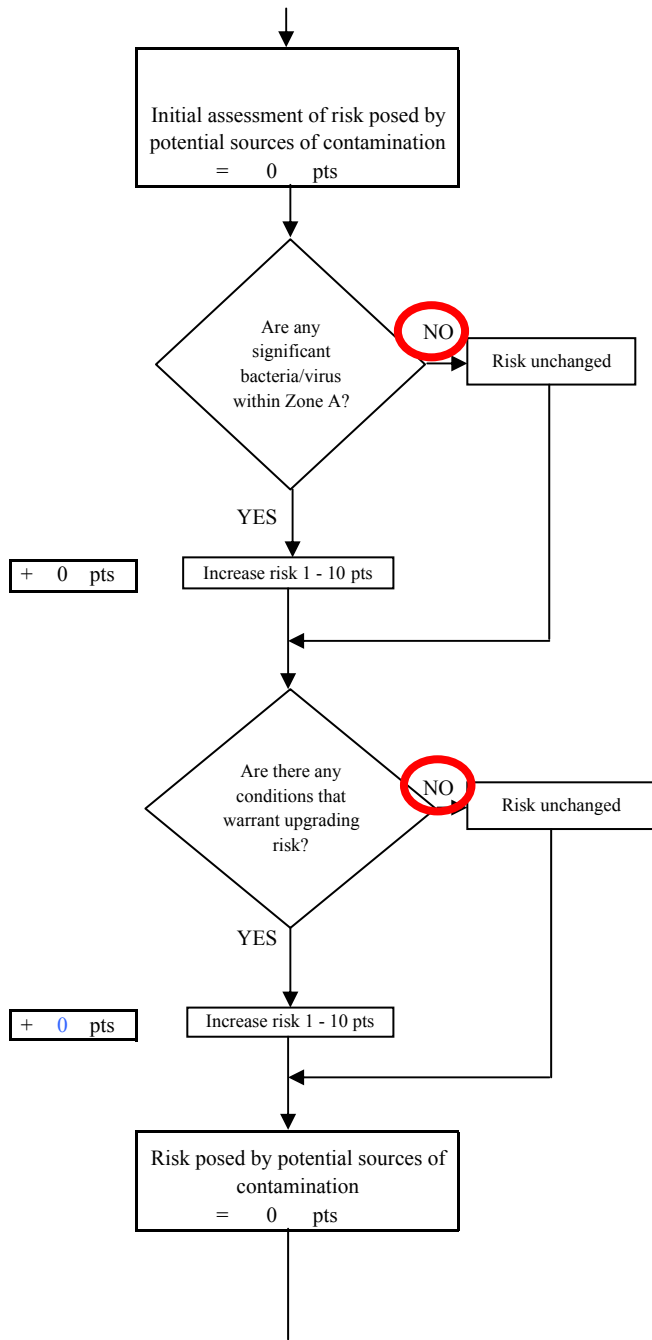 Initial assessment of risk posed by
potential sources of contamination
= 0 pts
Are any
significant
bacteria/virus
within Zone A?
NO
Risk unchanged
YES
+ 0 pts
Increase risk 1 - 10 pts
Are there any
conditions that
warrant upgrading
risk?
NO
Risk unchanged
YES
+ 0 pts
Increase risk 1 - 10 pts
Risk posed by potential sources of
contamination
= 0 pts